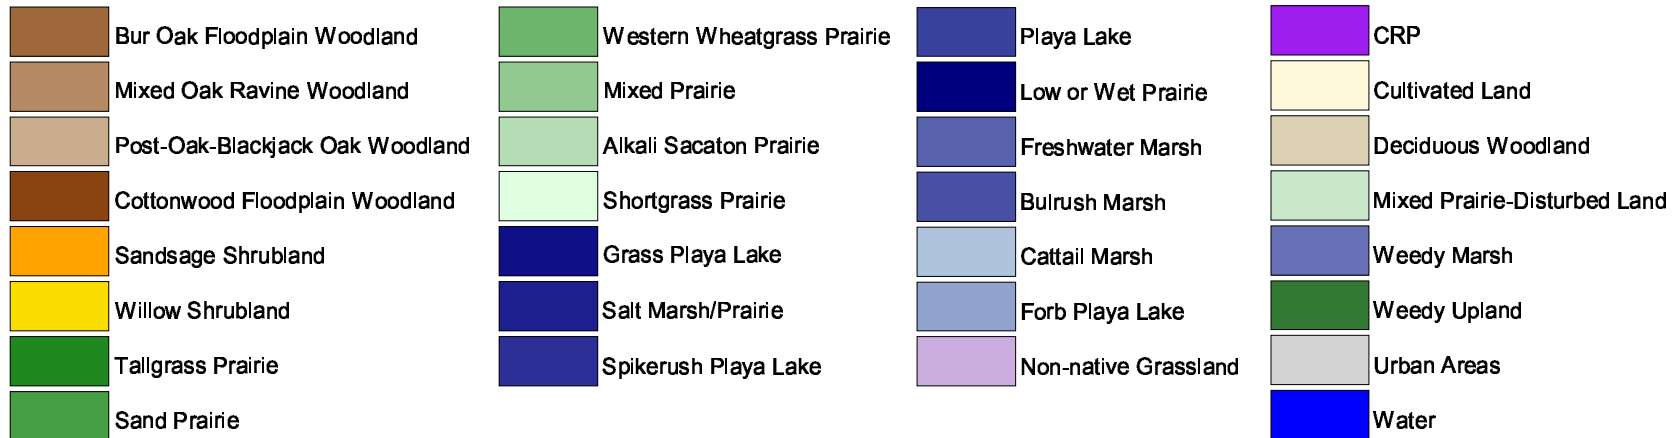 Bur Oak Floodplain Woodland
Mixed Oak Ravine Woodland
Post-Oak-Blackjack Oak Woodland
Cottonwood Floodplain Woodland
Sandsage Shrubland
Willow Shrubland
Tallgrass Prairie
Sand Prairie
Western Wheatgrass Prairie
Mixed Prairie
Alkali Sacaton Prairie
Shortgrass Prairie
Grass Playa Lake
Salt Marsh/Prairie
Spikerush Playa Lake
Playa Lake
Low or Wet Prairie
Freshwater Marsh
Bulrush Marsh
Cattail Marsh
Forb Playa Lake
Non-native Grassland
CRP
Cultivated Land
Deciduous Woodland
Mixed Prairie-Disturbed Land
Weedy Marsh
Weedy Upland
Urban Areas
Water